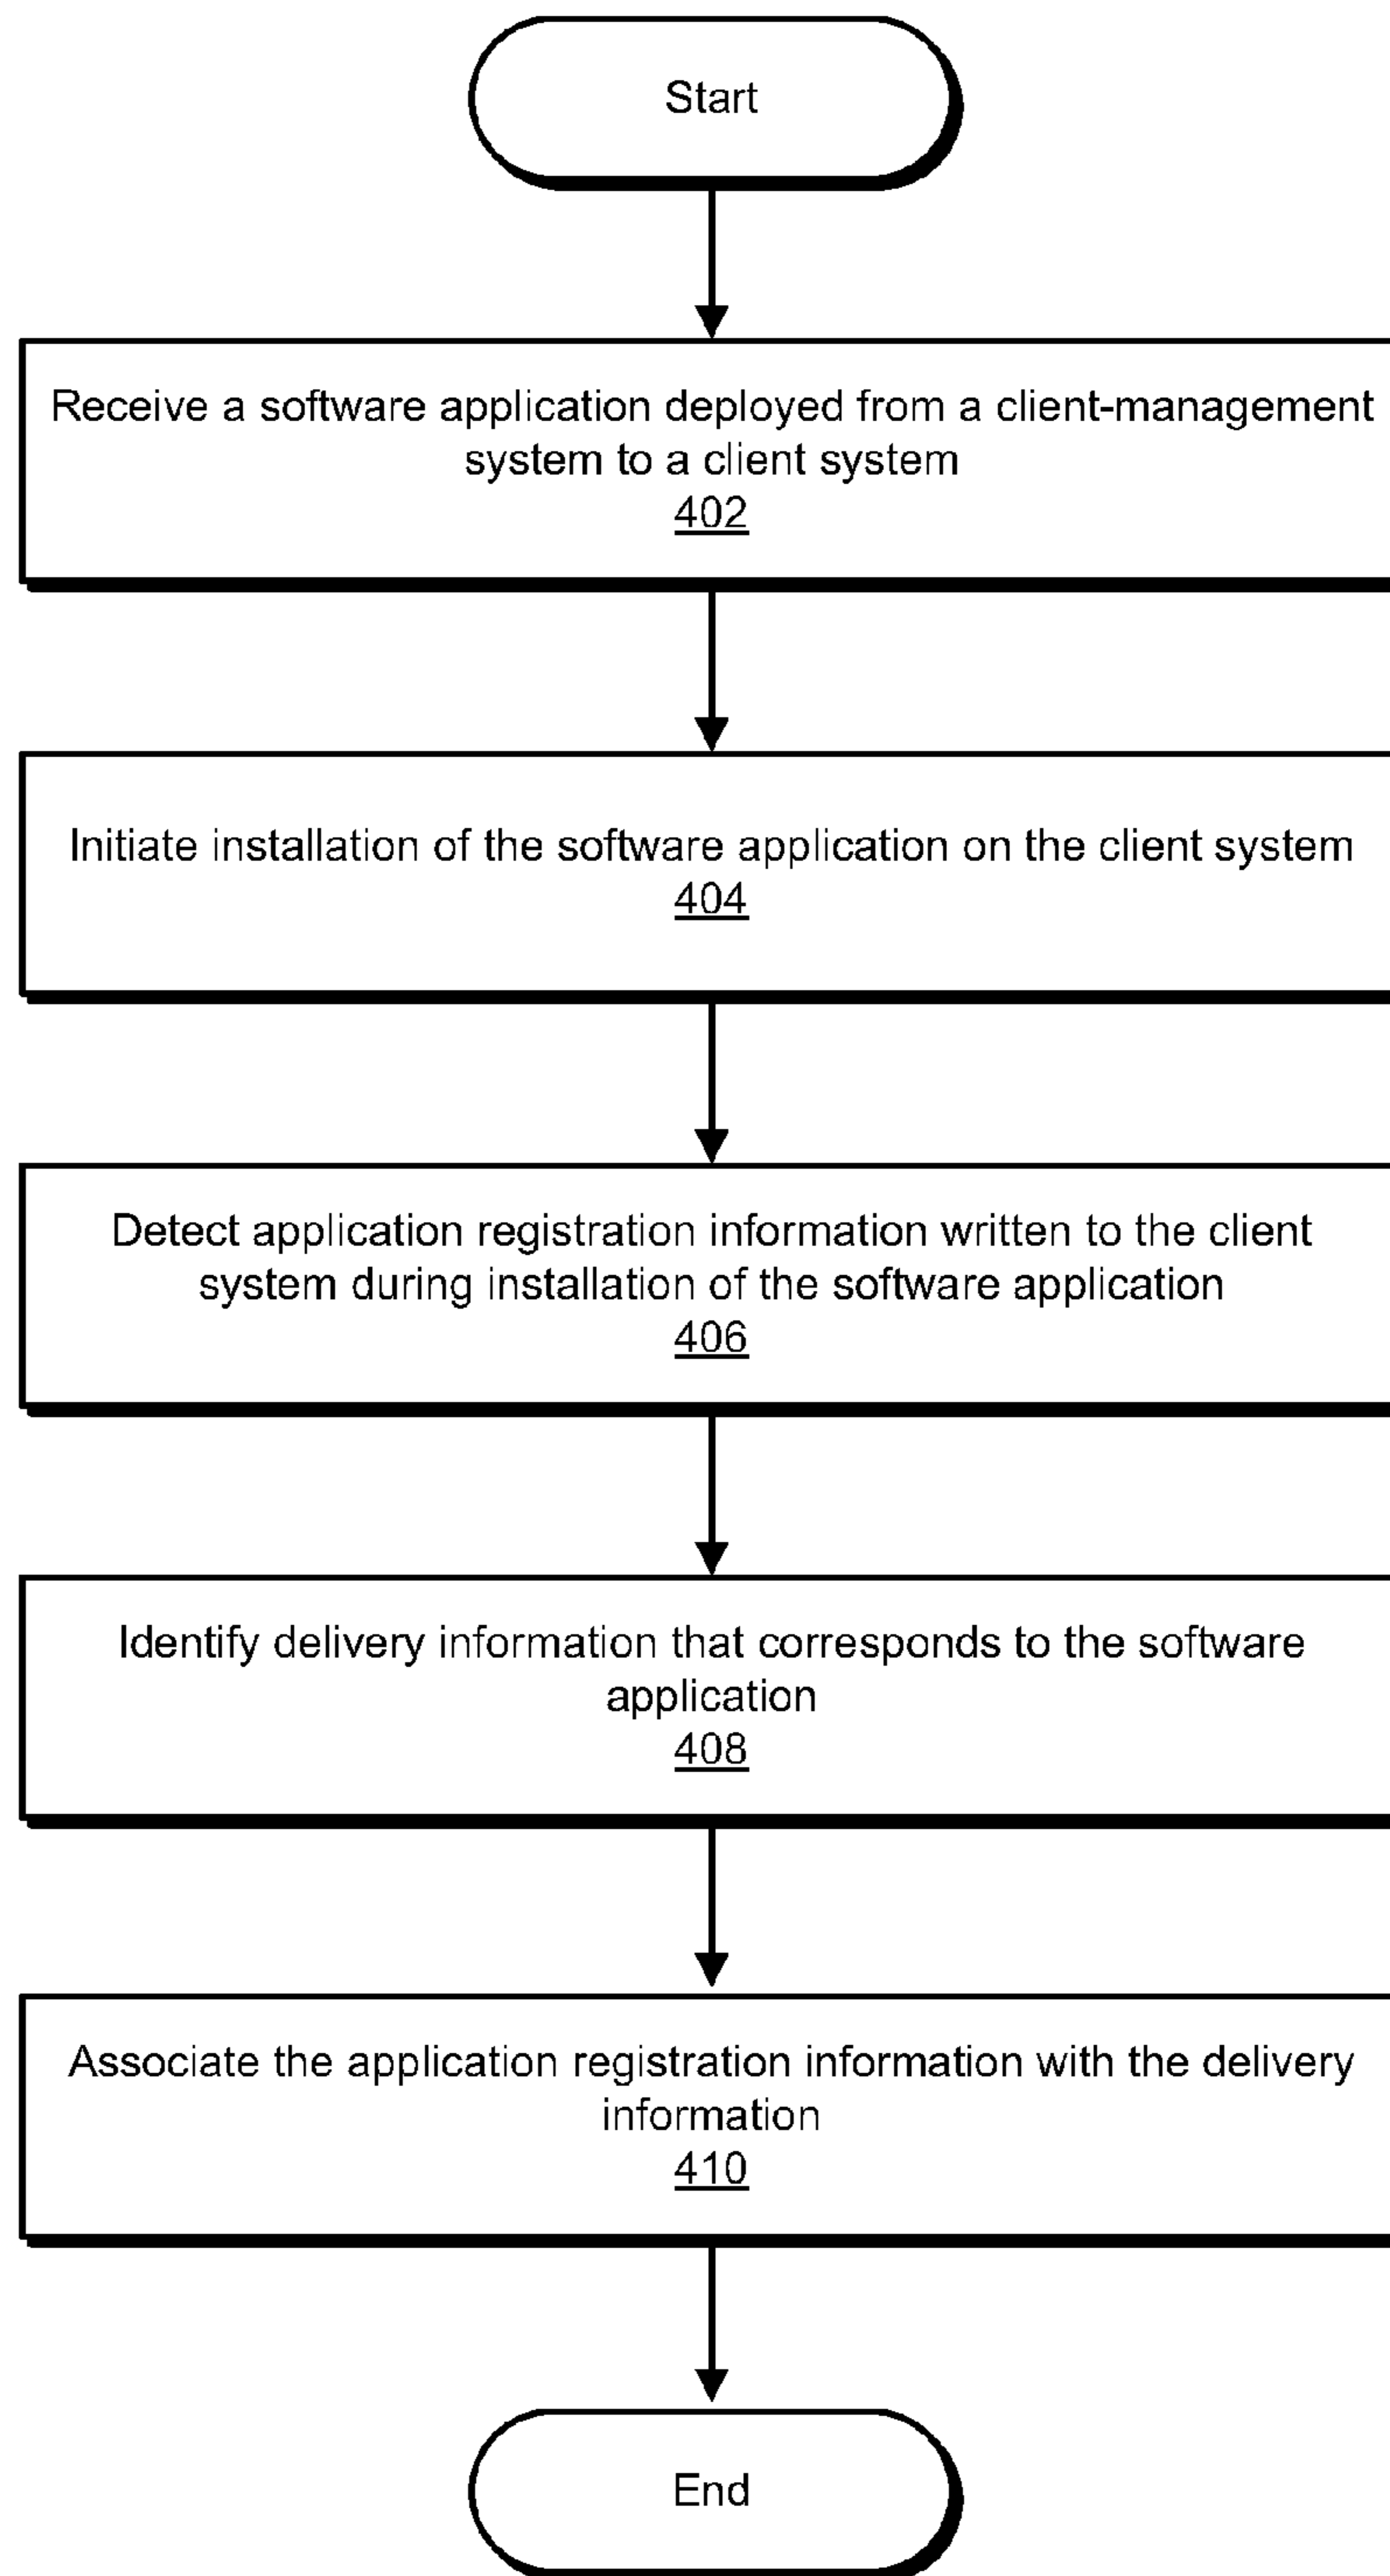 Start
Receive a software application deployed from a client-management
system to a client system
402
Initiate installation of the software application on the client system
404
Detect application registration information written to the client
system during installation of the software application
406
Identify delivery information that corresponds to the software
application
408
Associate the application registration information with the delivery
information
410
End